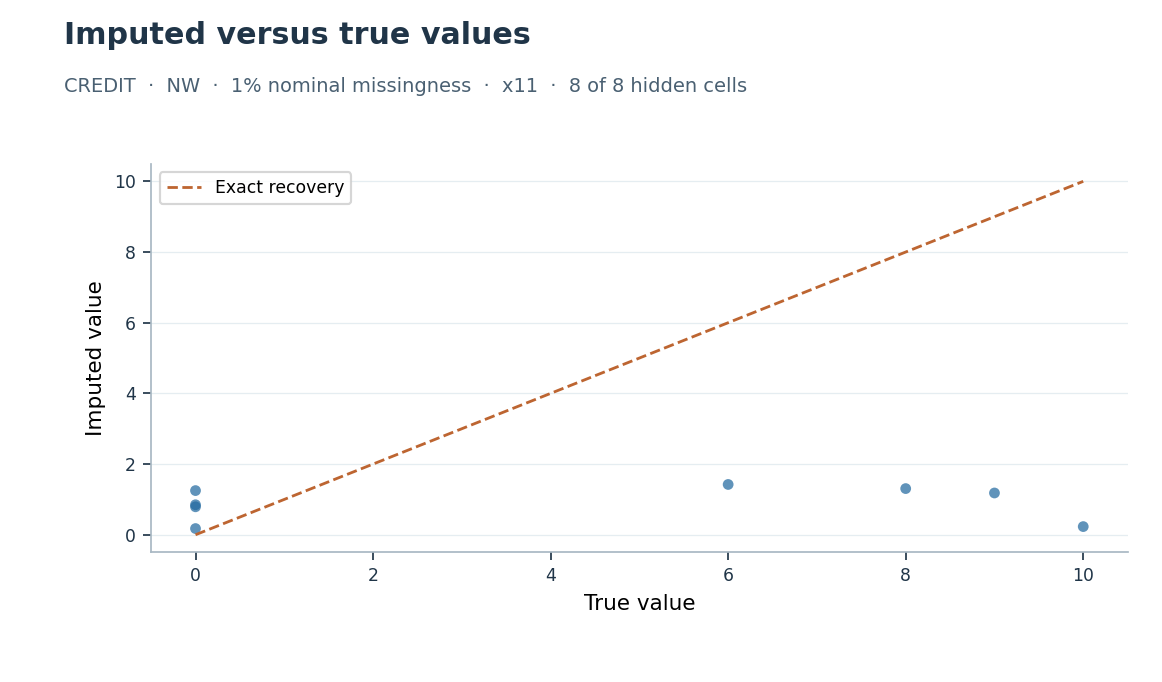 Imputed versus true values
CREDIT · NW · 1% nominal missingness · x11 · 8 of 8 hidden cells
Exact recovery
10
8
6
4
2
0
Imputed value
0 2 4 6 8 10
True value